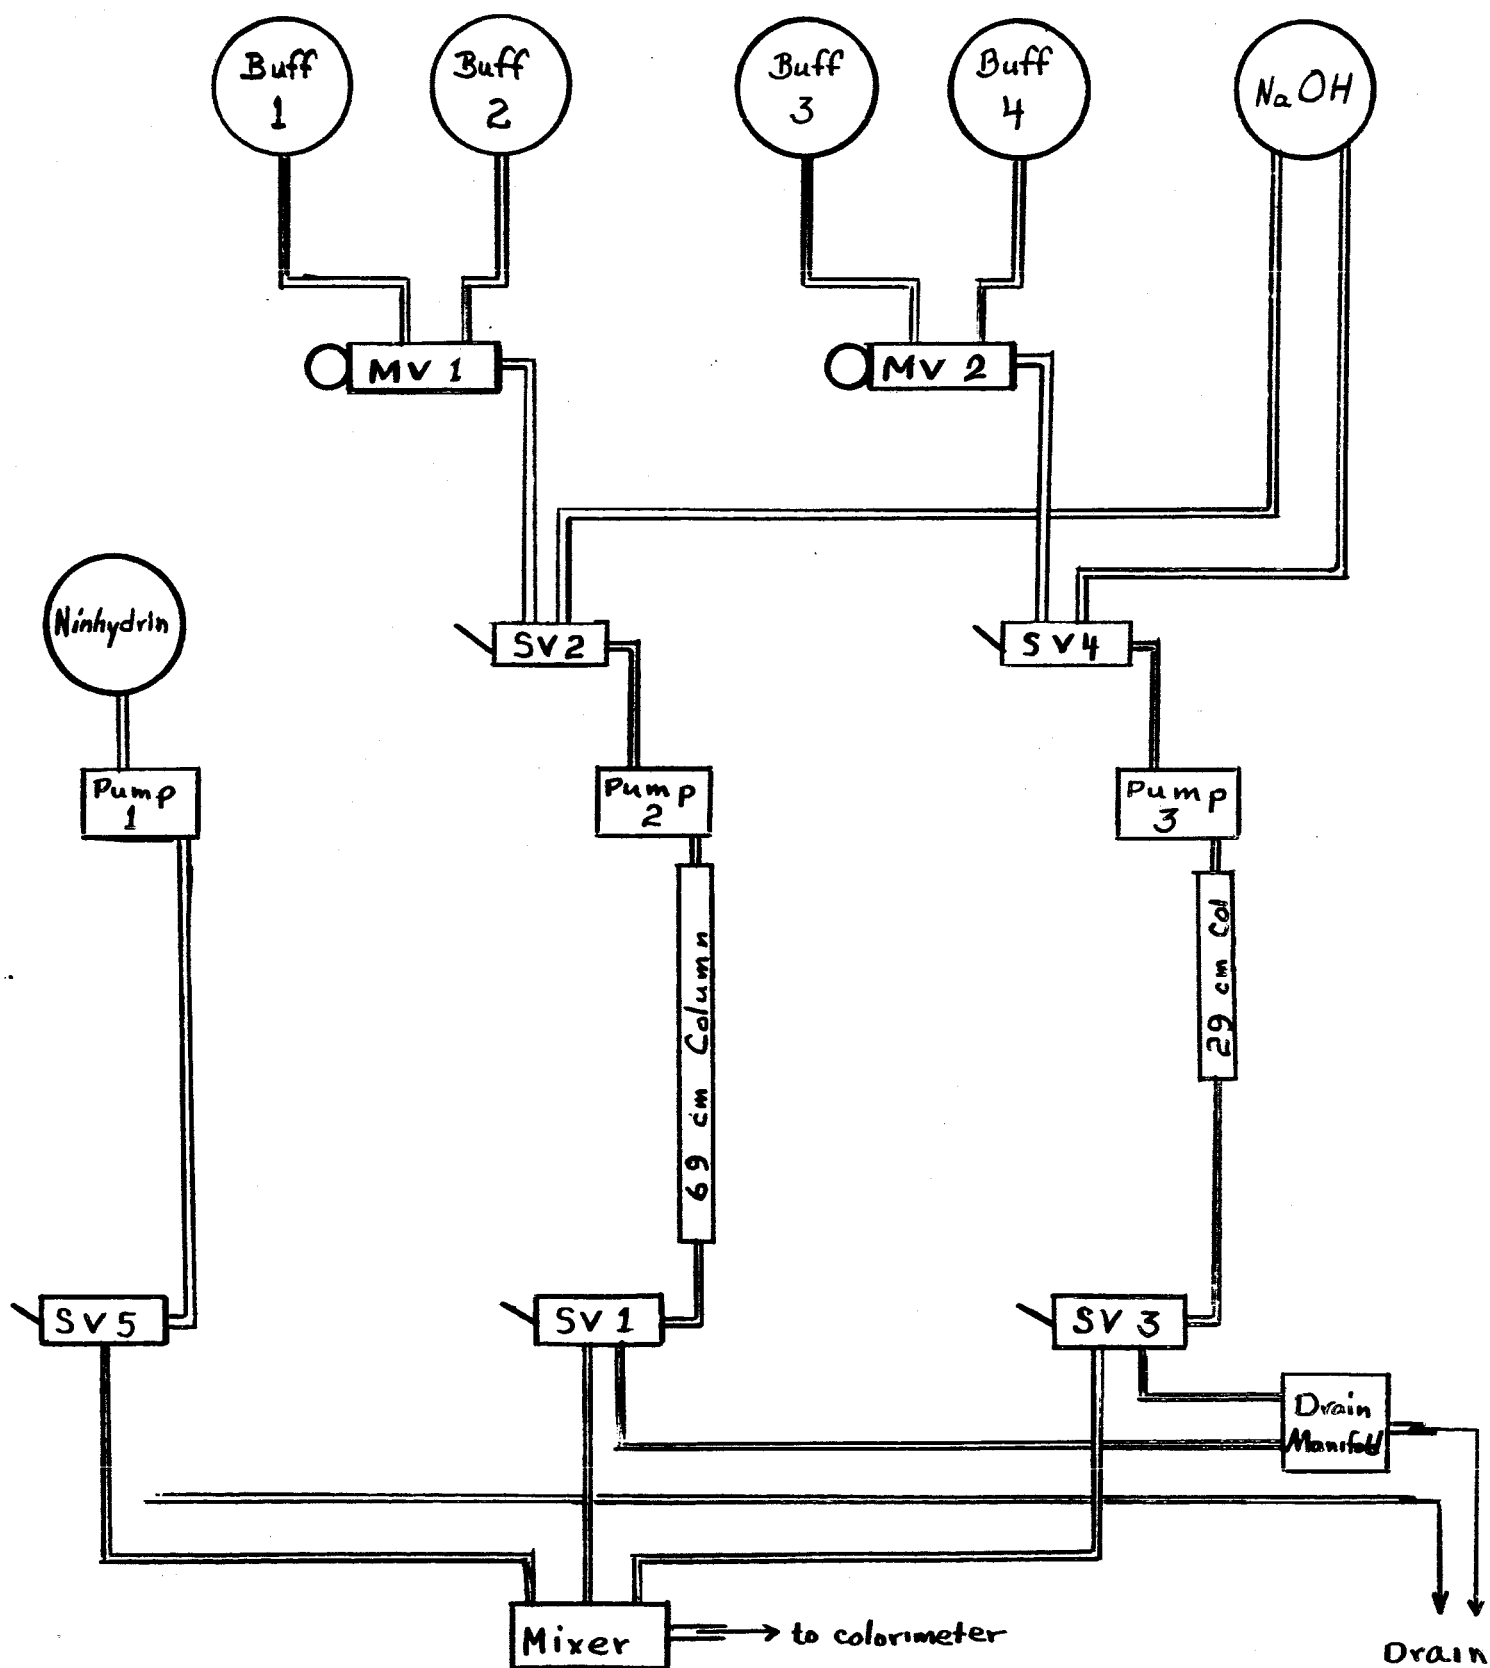 Buff
1
Buff
2
Buff
3
Buff
4
NaOH
MV 1
MV 2
Ninhydrin
SV2
SV4
Pump
1
Pump
2
Pump
3
69 cm Column
29 cm Col
SV5
SV 1
SV 3
Drain
Manifold
Mixer
to colorimeter
Drain